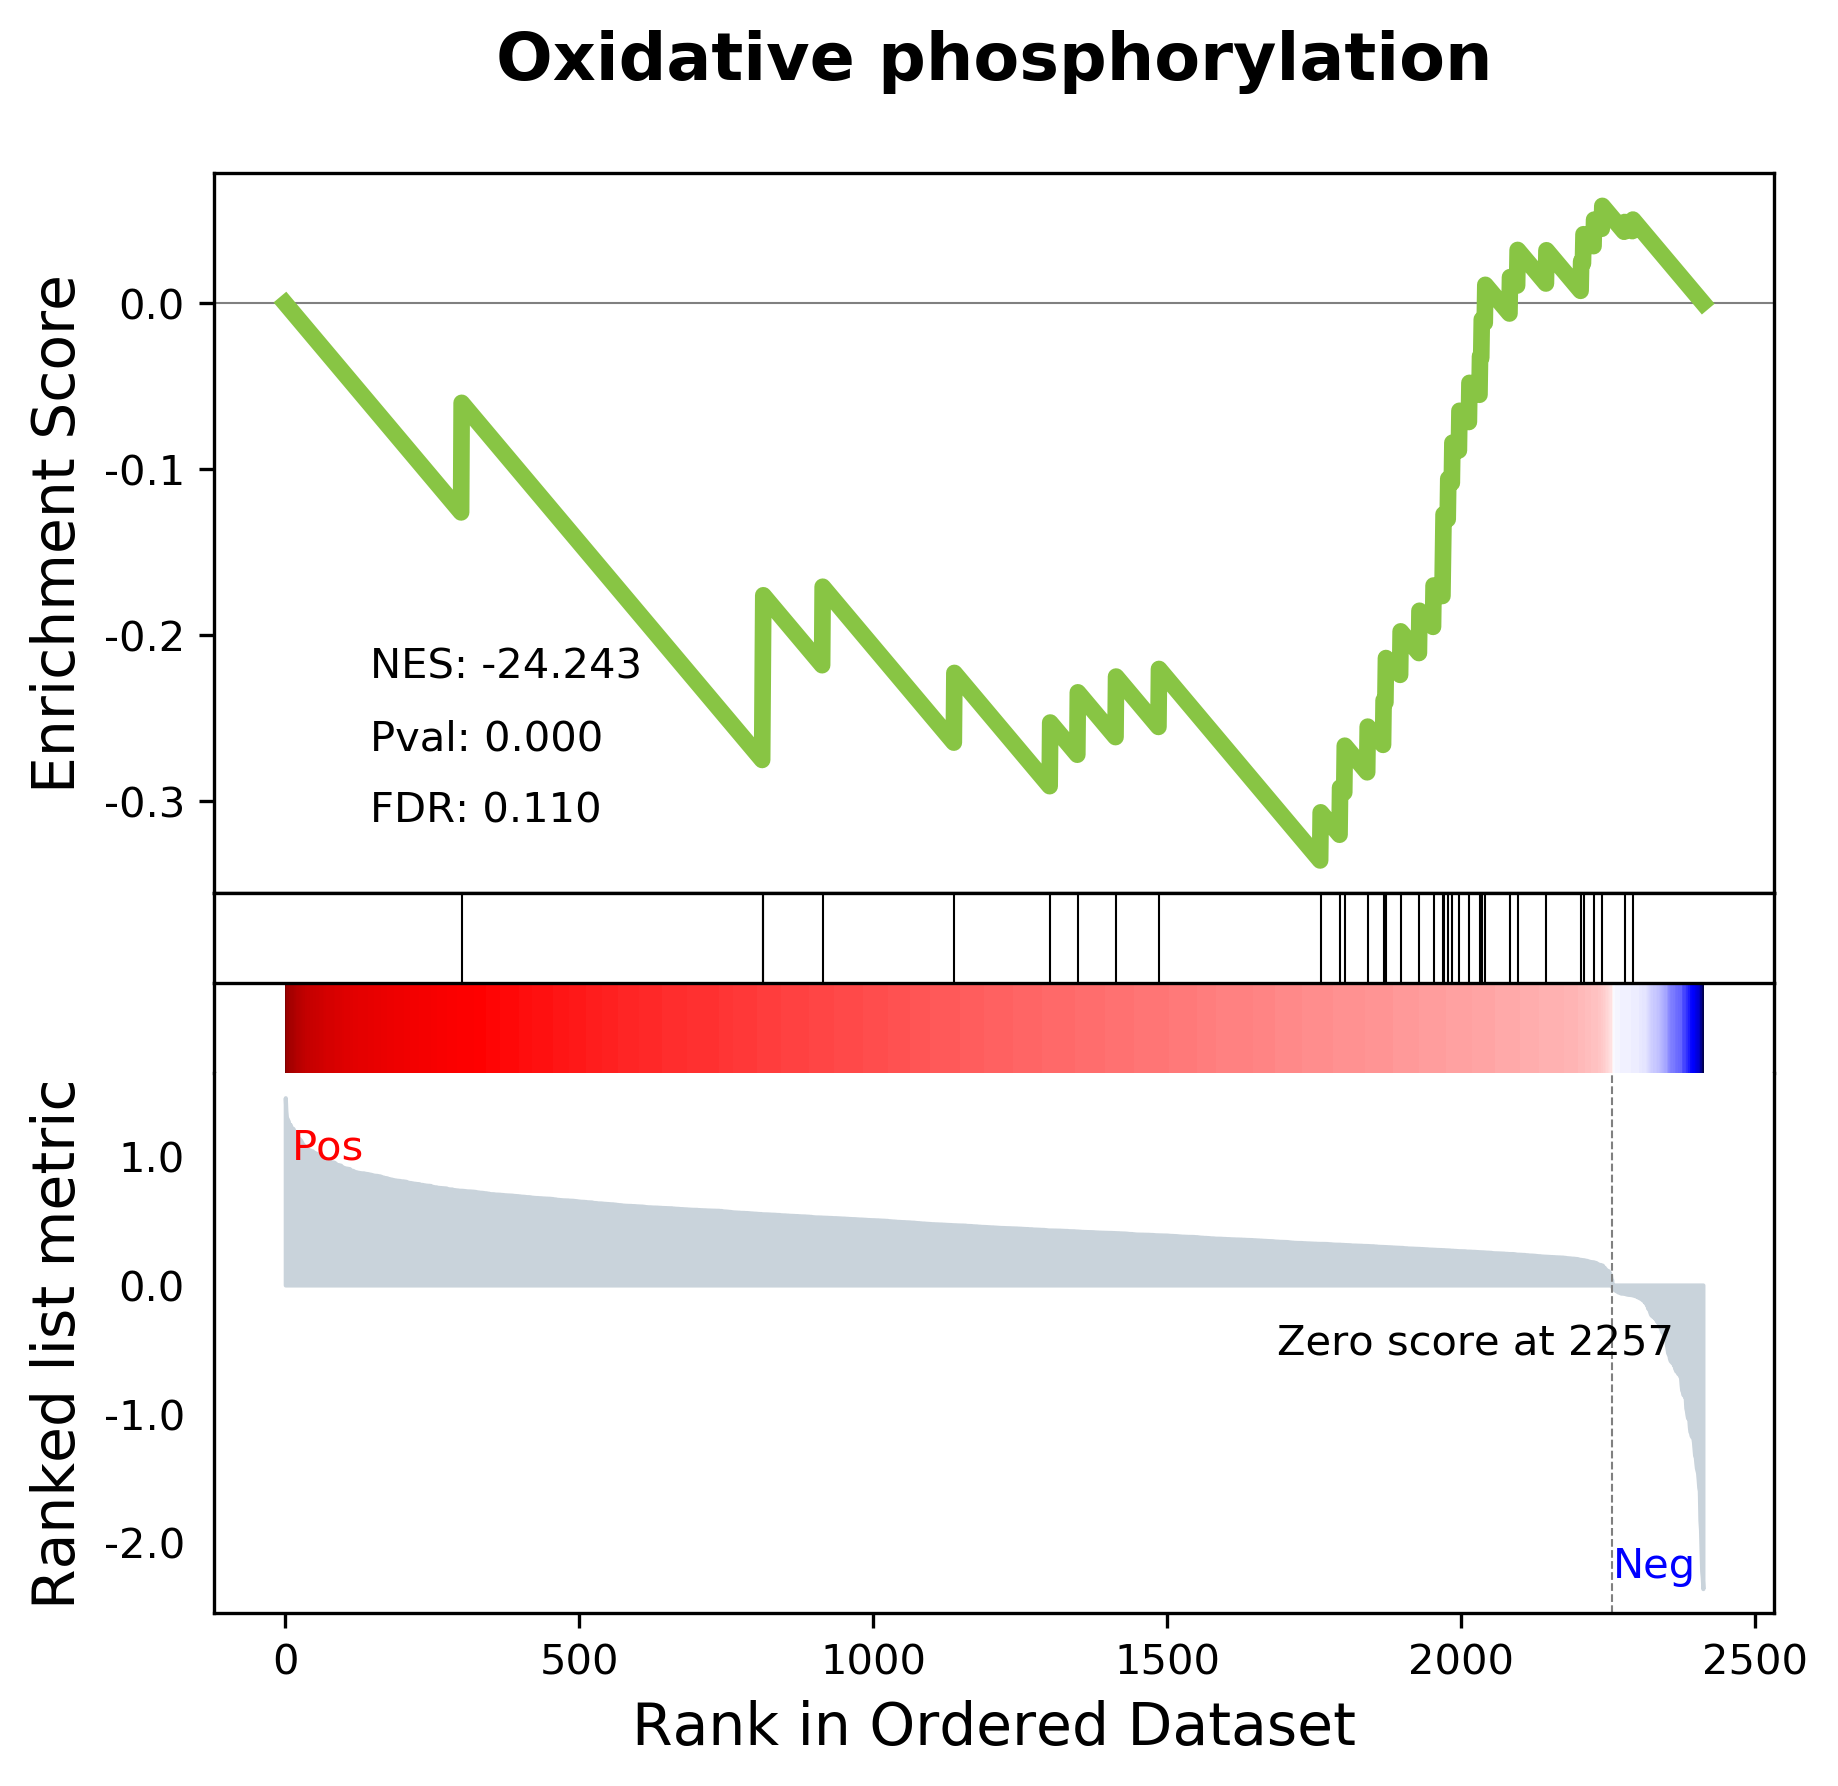 Oxidative phosphorylation
Enrichment Score
0.0
-0.1
-0.2
-0.3
NES: -24.243
Pval: 0.000
FDR: 0.110
Ranked list metric
1.0
0.0
-1.0
-2.0
Pos
Zero score at 2257
Neg
0 500 1000 1500 2000 2500
Rank in Ordered Dataset